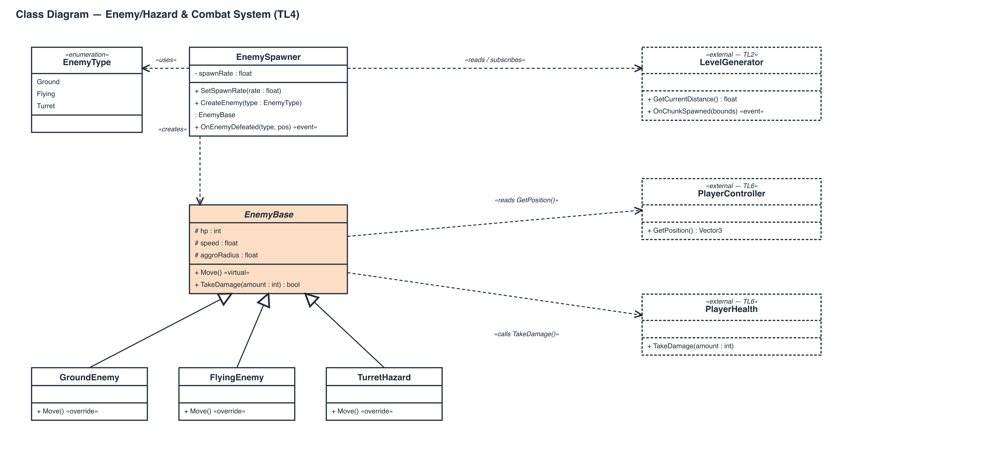 Class Diagram — Enemy/Hazard & Combat System (TL4)
«enumeration»
EnemyType
Ground
Flying
Turret
«uses»
EnemySpawner
- spawnRate : float
+ SetSpawnRate(rate : float)
+ CreateEnemy(type : EnemyType)
: EnemyBase
+ OnEnemyDefeated(type, pos) «event»
«reads / subscribes»
«external — TL2»
LevelGenerator
+ GetCurrentDistance() : float
+ OnChunkSpawned(bounds) «event»
«creates»
EnemyBase
# hp : int
# speed : float
# aggroRadius : float
+ Move() «virtual»
+ TakeDamage(amount : int) : bool
«reads GetPosition()»
«external — TL6»
PlayerController
+ GetPosition() : Vector3
«calls TakeDamage()»
«external — TL6»
PlayerHealth
+ TakeDamage(amount : int)
GroundEnemy
+ Move() «override»
FlyingEnemy
+ Move() «override»
TurretHazard
+ Move() «override»